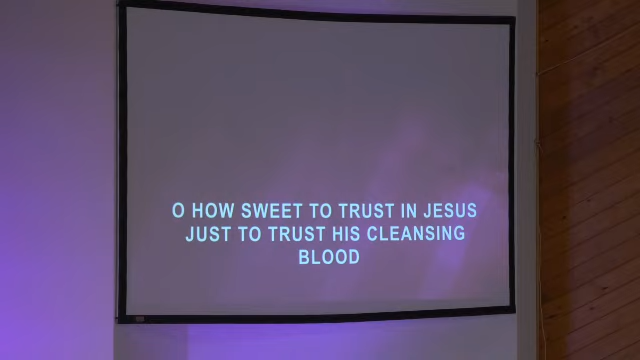 O HOW SWEET TO TRUST IN JESUS
JUST TO TRUST HIS CLEANSING
BLOOD